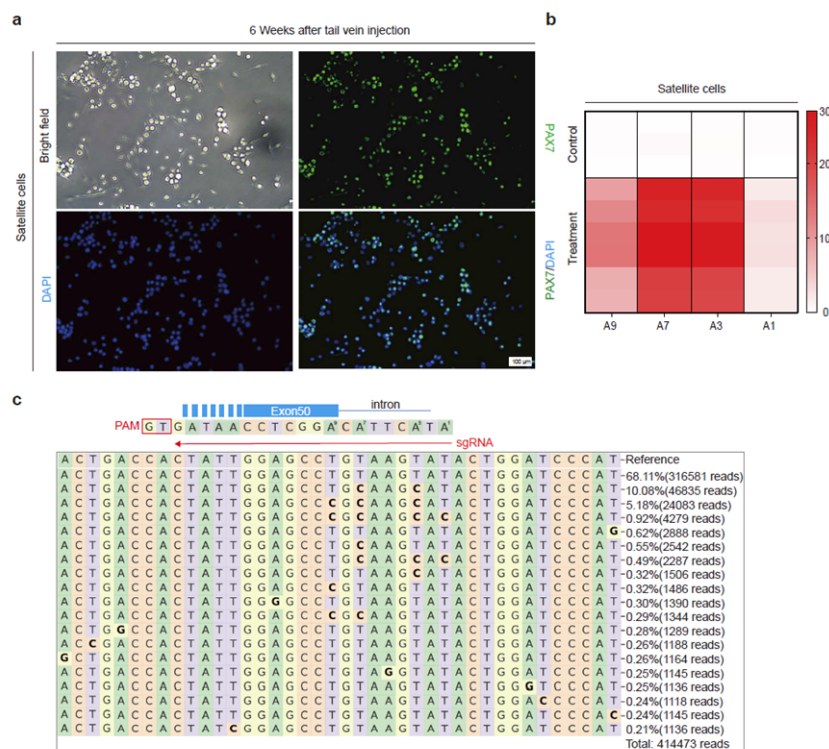 a
6 Weeks after tail vein injection
Satellite cells
Bright field
PAX7
DAPI
PAX7/DAPI
100 μm
b
Satellite cells
Control
Treatment
30
20
10
0
A9 A7 A3 A1
c
Exon50 intron
PAM G T G A T A A C C T C G G A C A T T C A T A
sgRNA
A C T G A C C A C T A T T G G A G C C T G T A A G T A T A C T G G A T C C C A T Reference
A C T G A C C A C T A T T G G A G C C T G T A A G T A T A C T G G A T C C C A T 68.11%(316581 reads)
A C T G A C C A C T A T T G G A G C C T G C A A G C A T A C T G G A T C C C A T 10.08%(46835 reads)
A C T G A C C A C T A T T G G A G C C C G C A A G C A T A C T G G A T C C C A T 5.18%(24083 reads)
A C T G A C C A C T A T T G G A G C C C G C A A G C A C A C T G G A T C C C A T 0.92%(4279 reads)
A C T G A C C A C T A T T G G A G C C T G T A A G T A T A C T G G A T C C C A G 0.62%(2888 reads)
A C T G A C C A C T A T T G G A G C C T G C A A G T A T A C T G G A T C C C A T 0.55%(2542 reads)
A C T G A C C A C T A T T G G A G C C T G C A A G C A C A C T G G A T C C C A T 0.49%(2287 reads)
A C T G A C C A C T A T T G G A G C C T G T A A G C A T A C T G G A T C C C A T 0.32%(1506 reads)
A C T G A C C A C T A T T G G A G C C C G T A A G T A T A C T G G A T C C C A T 0.32%(1486 reads)
A C T G A C C A C T A T T G G G G C C T G T A A G T A T A C T G G A T C C C A T 0.30%(1390 reads)
A C T G A C C A C T A T T G G A G C C C G C A A G T A T A C T G G A T C C C A T 0.29%(1344 reads)
A C T G G C C A C T A T T G G A G C C T G T A A G T A T A C T G G A T C C C A T 0.28%(1289 reads)
A C C G A C C A C T A T T G G A G C C T G T A A G T A T A C T G G A T C C C A T 0.26%(1188 reads)
G C T G A C C A C T A T T G G A G C C T G T A A G T A T A C T G G A T C C C A T 0.26%(1164 reads)
A C T G A C C A C T A T T G G A G C C T G T A G G T A T A C T G G A T C C C A T 0.25%(1145 reads)
A C T G A C C A C T A T T G G A G C C T G T A A G T A T A C T G G G T C C C A T 0.25%(1136 reads)
A C T G A C C A C T A T T G G A G C C T G T A A G T A T A C T G G A C C C C A T 0.24%(1118 reads)
A C T G A C C A C T A T T G G A G C C T G T A A G T A T A C T G G A T C C C A C 0.24%(1145 reads)
A C T G A C C A C T A T C G G A G C C T G T A A G T A T A C T G G A T C C C A T 0.21%(1136 reads)
Total: 414473 reads